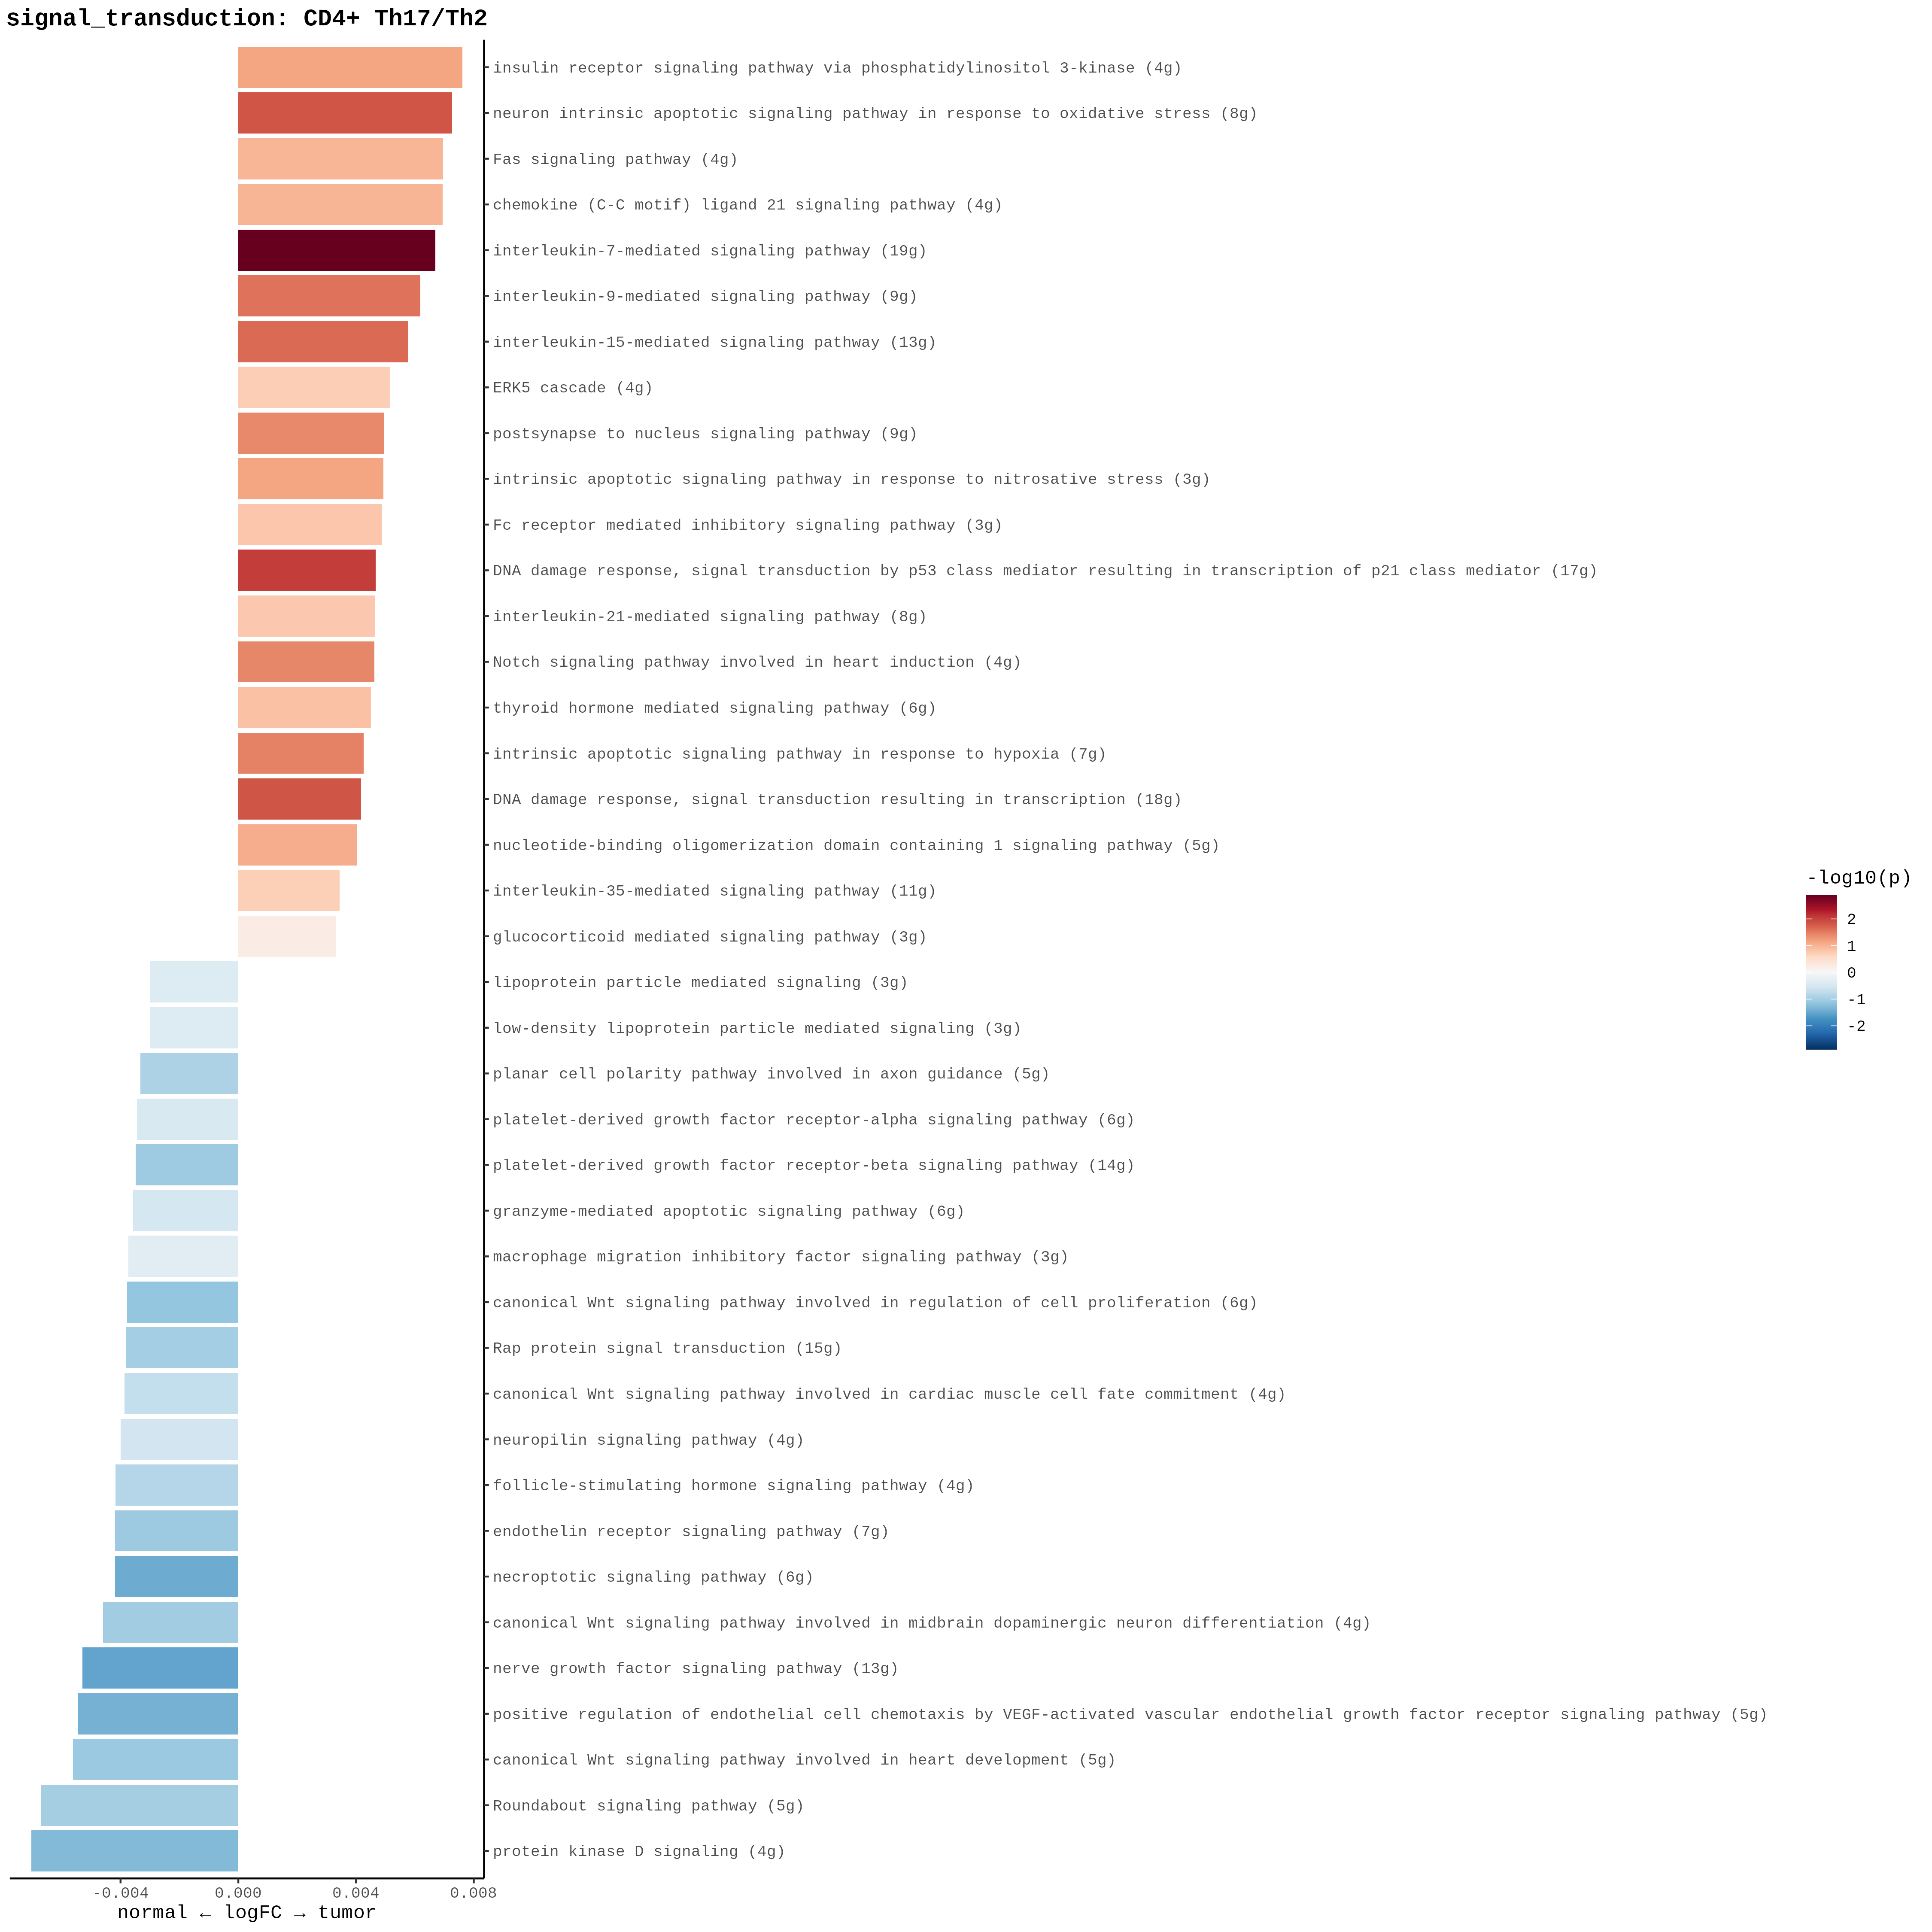 signal_transduction: CD4+ Th17/Th2
insulin receptor signaling pathway via phosphatidylinositol 3-kinase (4g)
neuron intrinsic apoptotic signaling pathway in response to oxidative stress (8g)
Fas signaling pathway (4g)
chemokine (C-C motif) ligand 21 signaling pathway (4g)
interleukin-7-mediated signaling pathway (19g)
interleukin-9-mediated signaling pathway (9g)
interleukin-15-mediated signaling pathway (13g)
ERK5 cascade (4g)
postsynapse to nucleus signaling pathway (9g)
intrinsic apoptotic signaling pathway in response to nitrosative stress (3g)
Fc receptor mediated inhibitory signaling pathway (3g)
DNA damage response, signal transduction by p53 class mediator resulting in transcription of p21 class mediator (17g)
interleukin-21-mediated signaling pathway (8g)
Notch signaling pathway involved in heart induction (4g)
thyroid hormone mediated signaling pathway (6g)
intrinsic apoptotic signaling pathway in response to hypoxia (7g)
DNA damage response, signal transduction resulting in transcription (18g)
nucleotide-binding oligomerization domain containing 1 signaling pathway (5g)
interleukin-35-mediated signaling pathway (11g)
glucocorticoid mediated signaling pathway (3g)
lipoprotein particle mediated signaling (3g)
low-density lipoprotein particle mediated signaling (3g)
planar cell polarity pathway involved in axon guidance (5g)
platelet-derived growth factor receptor-alpha signaling pathway (6g)
platelet-derived growth factor receptor-beta signaling pathway (14g)
granzyme-mediated apoptotic signaling pathway (6g)
macrophage migration inhibitory factor signaling pathway (3g)
canonical Wnt signaling pathway involved in regulation of cell proliferation (6g)
Rap protein signal transduction (15g)
canonical Wnt signaling pathway involved in cardiac muscle cell fate commitment (4g)
neuropilin signaling pathway (4g)
follicle-stimulating hormone signaling pathway (4g)
endothelin receptor signaling pathway (7g)
necroptotic signaling pathway (6g)
canonical Wnt signaling pathway involved in midbrain dopaminergic neuron differentiation (4g)
nerve growth factor signaling pathway (13g)
positive regulation of endothelial cell chemotaxis by VEGF-activated vascular endothelial growth factor receptor signaling pathway (5g)
canonical Wnt signaling pathway involved in heart development (5g)
Roundabout signaling pathway (5g)
protein kinase D signaling (4g)
-0.004 0.000 0.004 0.008
normal ← logFC → tumor
-log10(p)
2
1
0
-1
-2